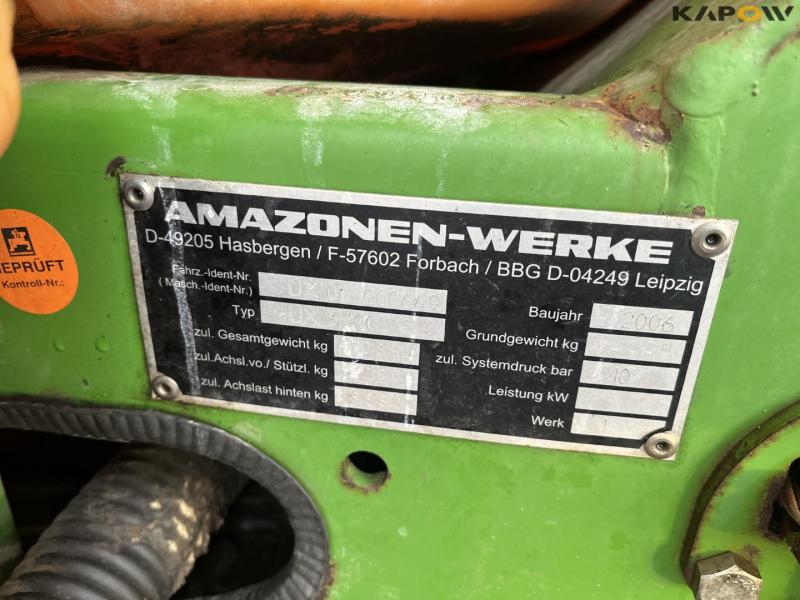 KAPOW
AMAZONEN-WERKE
D-49205 Hasbergen / F-57602 Forbach / BBG D-04249 Leipzig
Fahrz.-Ident-Nr.
( Masch.-Ident-Nr.)
Typ
zul. Gesamtgewicht kg
zul.Achsl.vo./ Stützl. kg
zul. Achslast hinten kg
Baujahr 2006
Grundgewicht kg
zul. Systemdruck bar 10
Leistung kW
Werk 1
GEPRÜFT
Kontroll-Nr.: